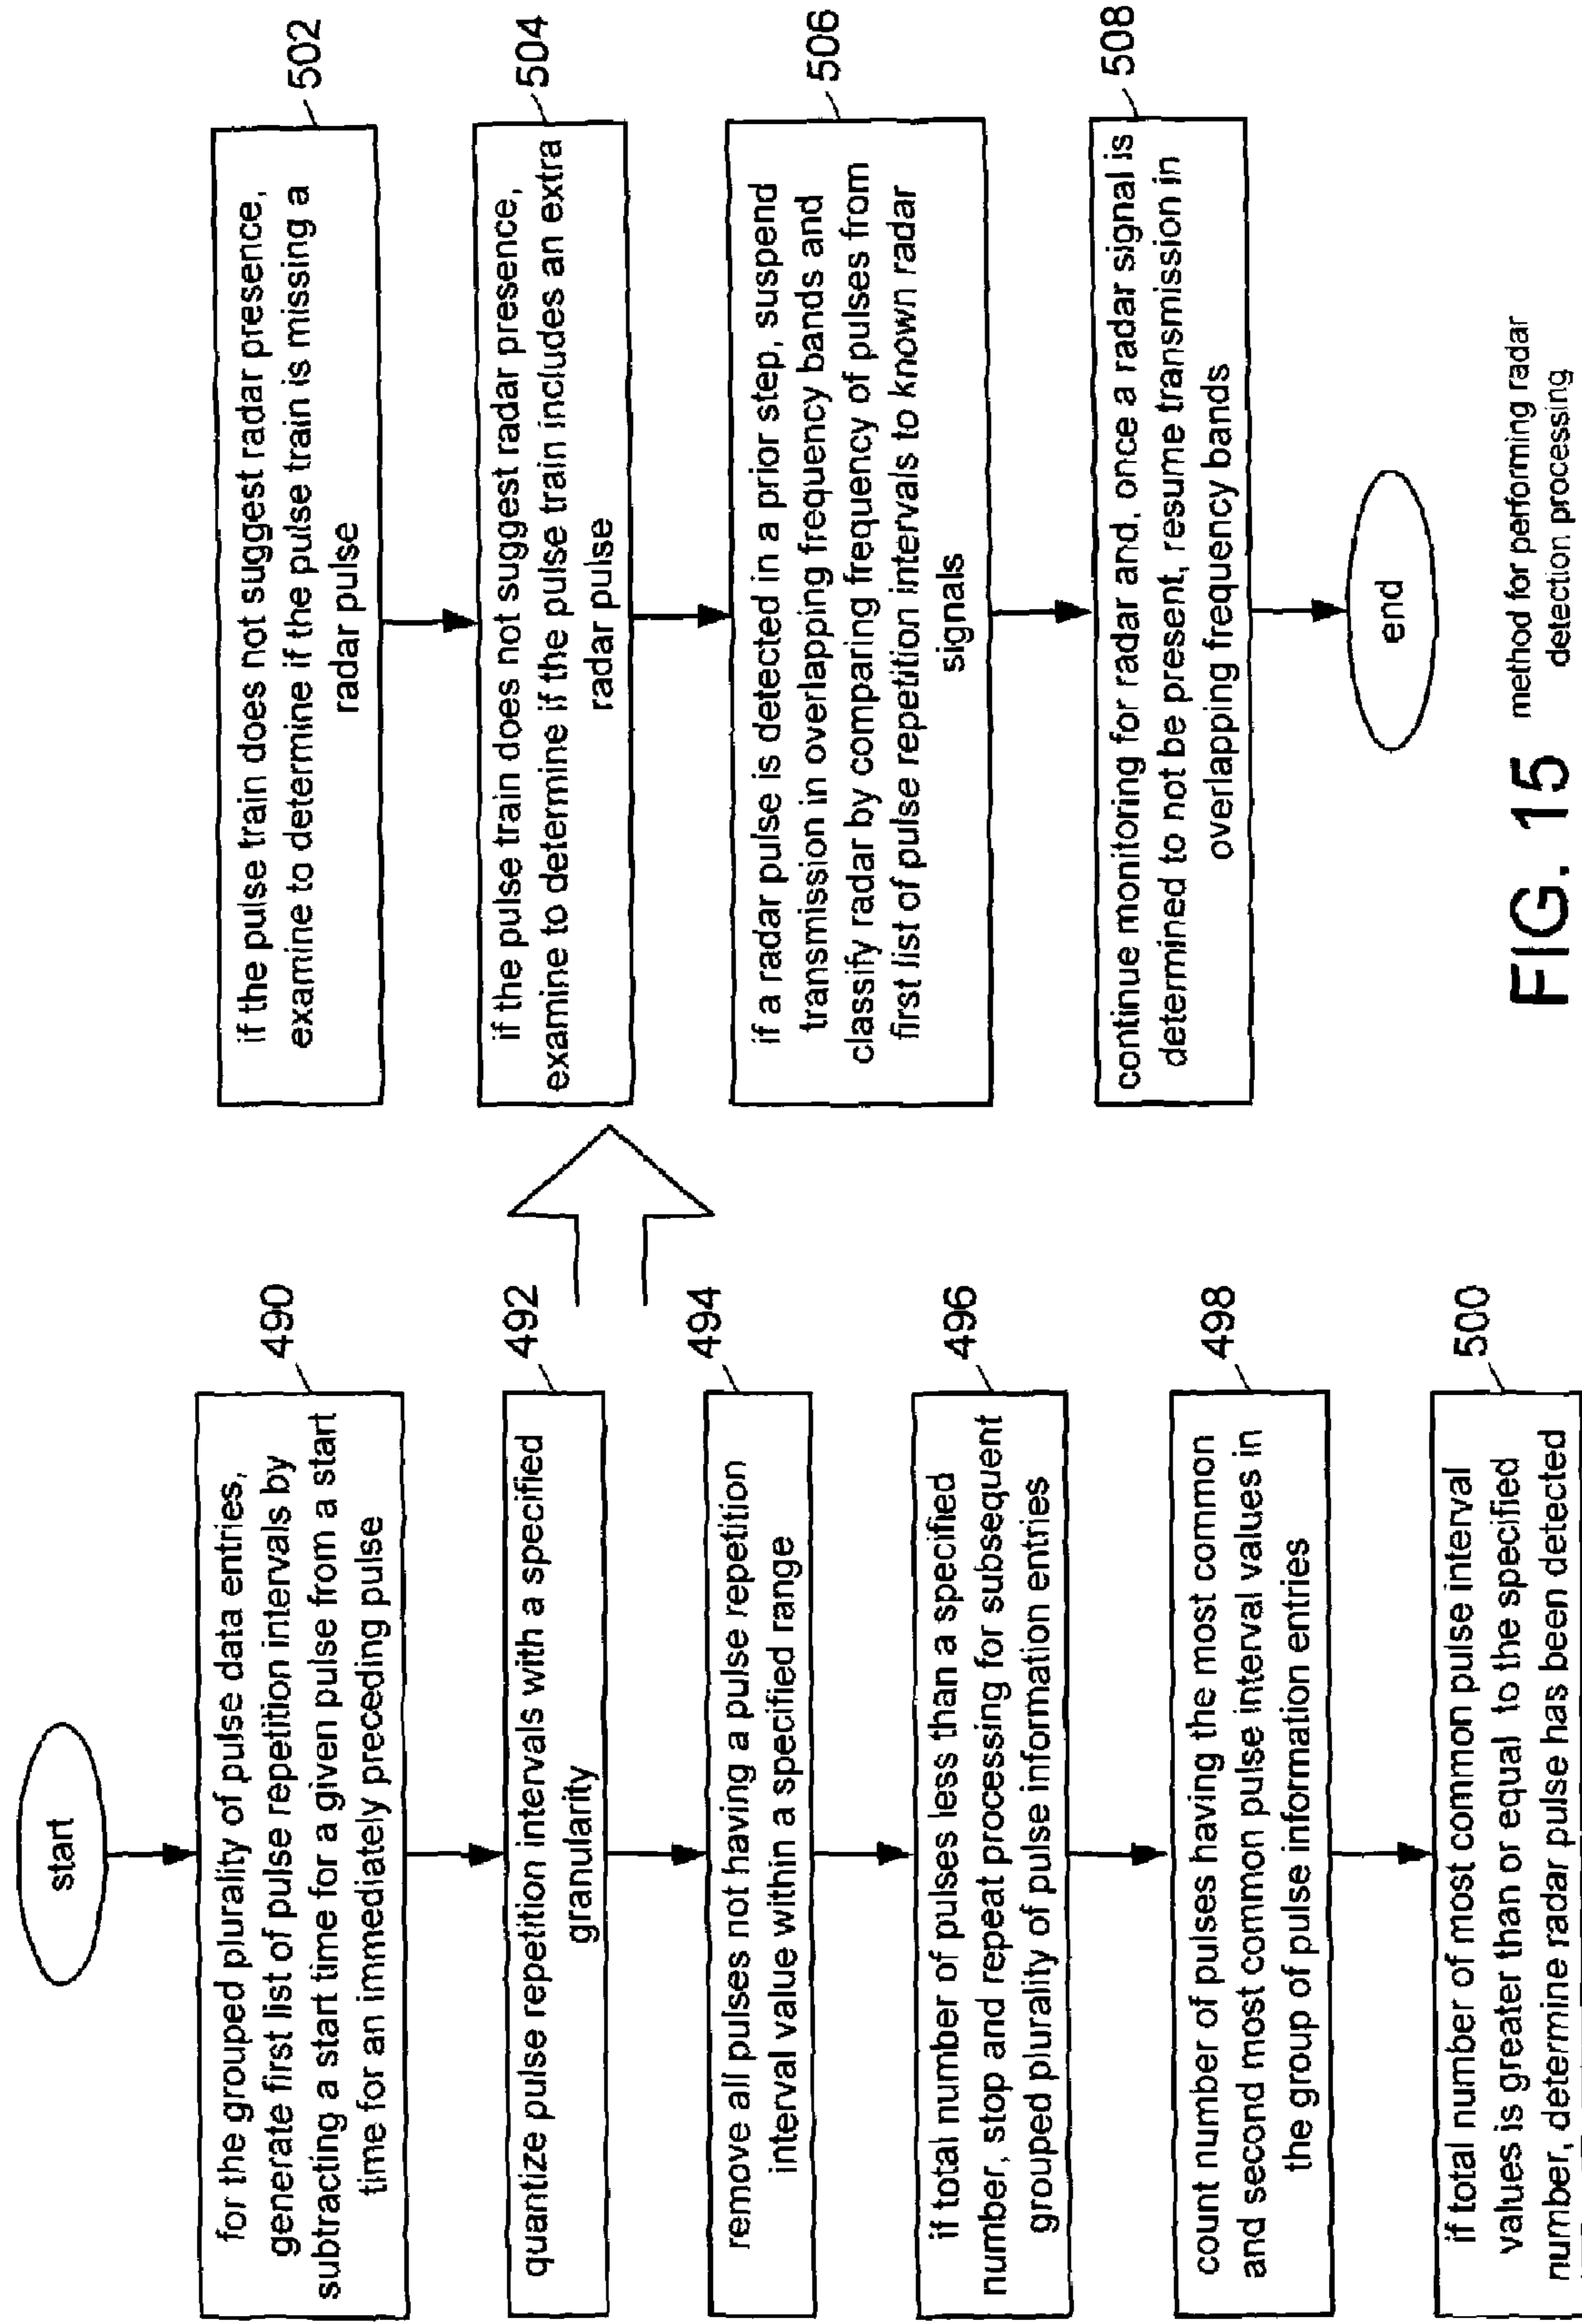 start
490
for the grouped plurality of pulse data entries,
generate first list of pulse repetition intervals by
subtracting a start time for a given pulse from a start
time for an immediately preceding pulse
492
quantize pulse repetition intervals with a specified
granularity
494
remove all pulses not having a pulse repetition
interval value within a specified range
496
if total number of pulses less than a specified
number, stop and repeat processing for subsequent
grouped plurality of pulse information entries
498
count number of pulses having the most common
and second most common pulse interval values in
the group of pulse information entries
500
if total number of most common pulse interval
values is greater than or equal to the specified
number, determine radar pulse has been detected
502
if the pulse train does not suggest radar presence,
examine to determine if the pulse train is missing a
radar pulse
504
if the pulse train does not suggest radar presence,
examine to determine if the pulse train includes an extra
radar pulse
506
if a radar pulse is detected in a prior step, suspend
transmission in overlapping frequency bands and
classify radar by comparing frequency of pulses from
first list of pulse repetition intervals to known radar
signals
508
continue monitoring for radar and, once a radar signal is
determined to not be present, resume transmission in
overlapping frequency bands
end
FIG. 15 method for performing radar
detection processing